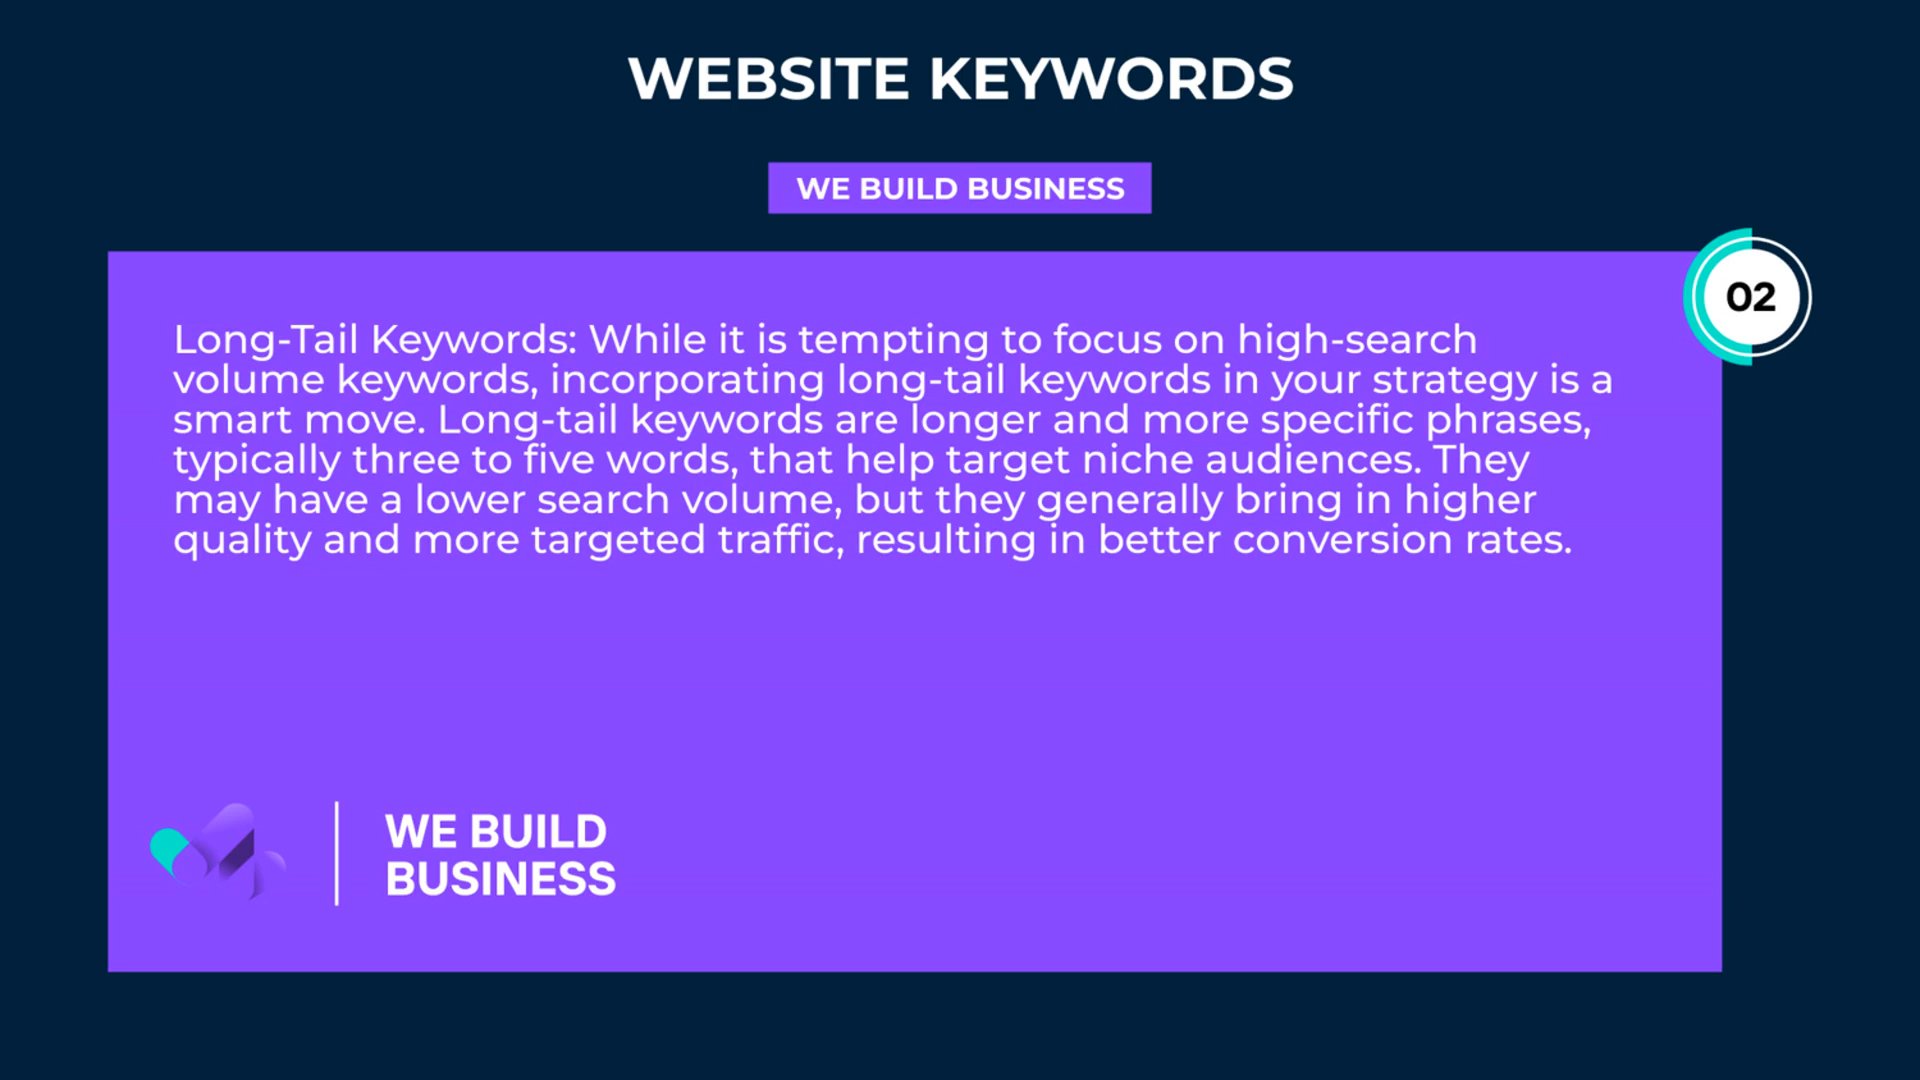 WEBSITE KEYWORDS
WE BUILD BUSINESS
02
Long-Tail Keywords: While it is tempting to focus on high-search
volume keywords, incorporating long-tail keywords in your strategy is a
smart move. Long-tail keywords are longer and more specific phrases,
typically three to five words, that help target niche audiences. They
may have a lower search volume, but they generally bring in higher
quality and more targeted traffic, resulting in better conversion rates.
WE BUILD
BUSINESS